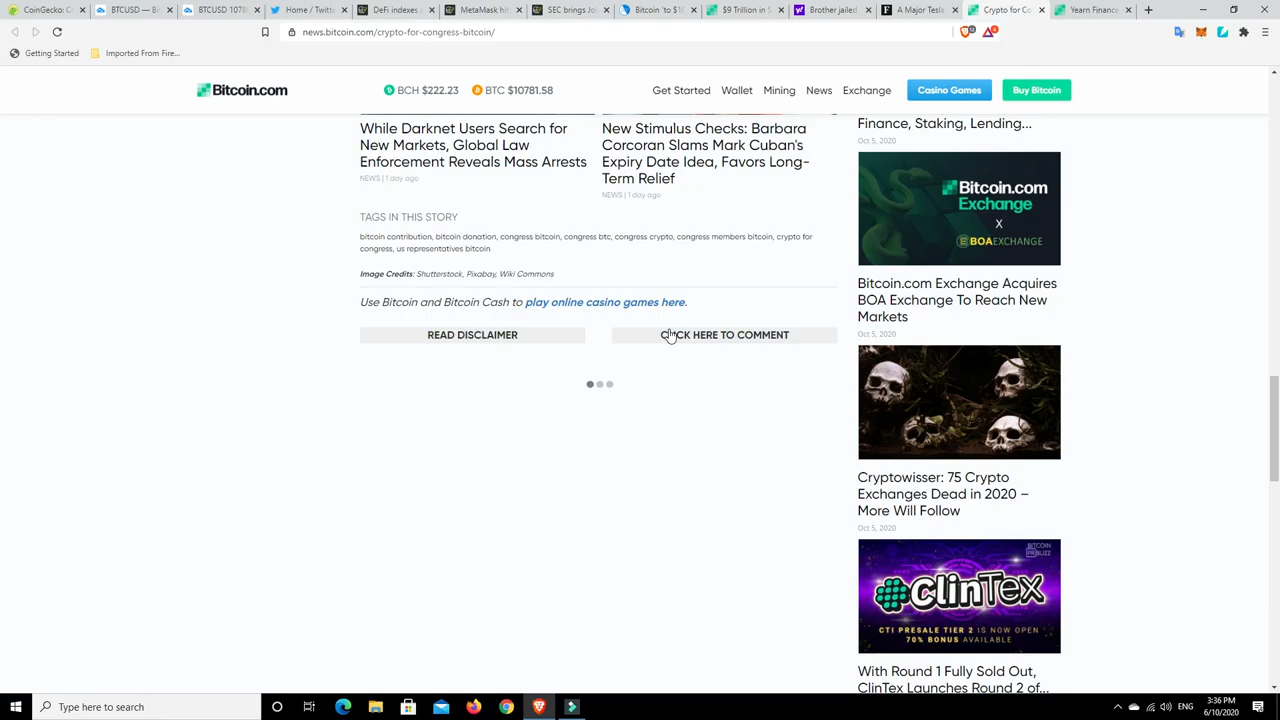 CoinGecko: C
BTCUSD — Bi
BTCUSD 1078
Home / Twitte
DeFi indexes s
MetaMask hit
SEC brings Jo
Bitcoin 'to $10
$9 Trillion in S
Brother jailed
A Major Tesla
Crypto for Co
Yearn Finance
news.bitcoin.com/crypto-for-congress-bitcoin/
Getting Started
Imported From Fire...
Bitcoin.com
BCH $222.23
BTC $10781.58
Get Started
Wallet
Mining
News
Exchange
Casino Games
Buy Bitcoin
While Darknet Users Search for
New Markets, Global Law
Enforcement Reveals Mass Arrests
NEWS | 1 day ago
New Stimulus Checks: Barbara
Corcoran Slams Mark Cuban's
Expiry Date Idea, Favors Long-
Term Relief
NEWS | 1 day ago
TAGS IN THIS STORY
bitcoin contribution, bitcoin donation, congress bitcoin, congress btc, congress crypto, congress members bitcoin, crypto for
congress, us representatives bitcoin
Image Credits: Shutterstock, Pixabay, Wiki Commons
Use Bitcoin and Bitcoin Cash to play online casino games here.
READ DISCLAIMER
CLICK HERE TO COMMENT
Finance, Staking, Lending...
Oct 5, 2020
Bitcoin.com
Exchange
X
BOAEXCHANGE
Bitcoin.com Exchange Acquires
BOA Exchange To Reach New
Markets
Oct 5, 2020
Cryptowisser: 75 Crypto
Exchanges Dead in 2020 –
More Will Follow
Oct 5, 2020
BITCOIN
PR BUZZ
ClinTex
CTI PRESALE TIER 2 IS NOW OPEN
70% BONUS AVAILABLE
With Round 1 Fully Sold Out,
ClinTex Launches Round 2 of...
Type here to search
ENG
3:36 PM
6/10/2020